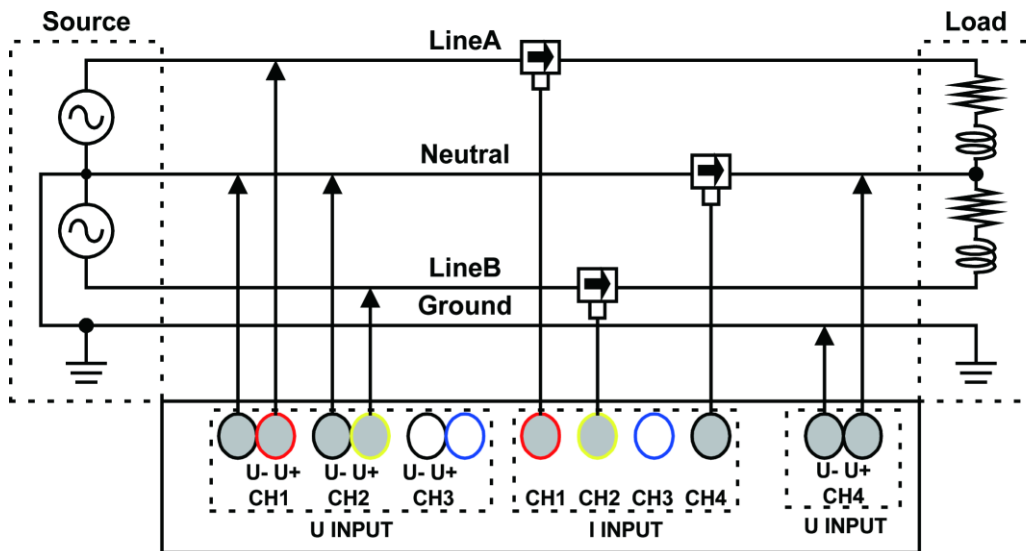 Source
Load
LineA
Neutral
LineB
Ground
U- U+
U- U+
U- U+
U- U+
CH1
CH2
CH3
CH1
CH2
CH3
CH4
CH4
U INPUT
I INPUT
U INPUT